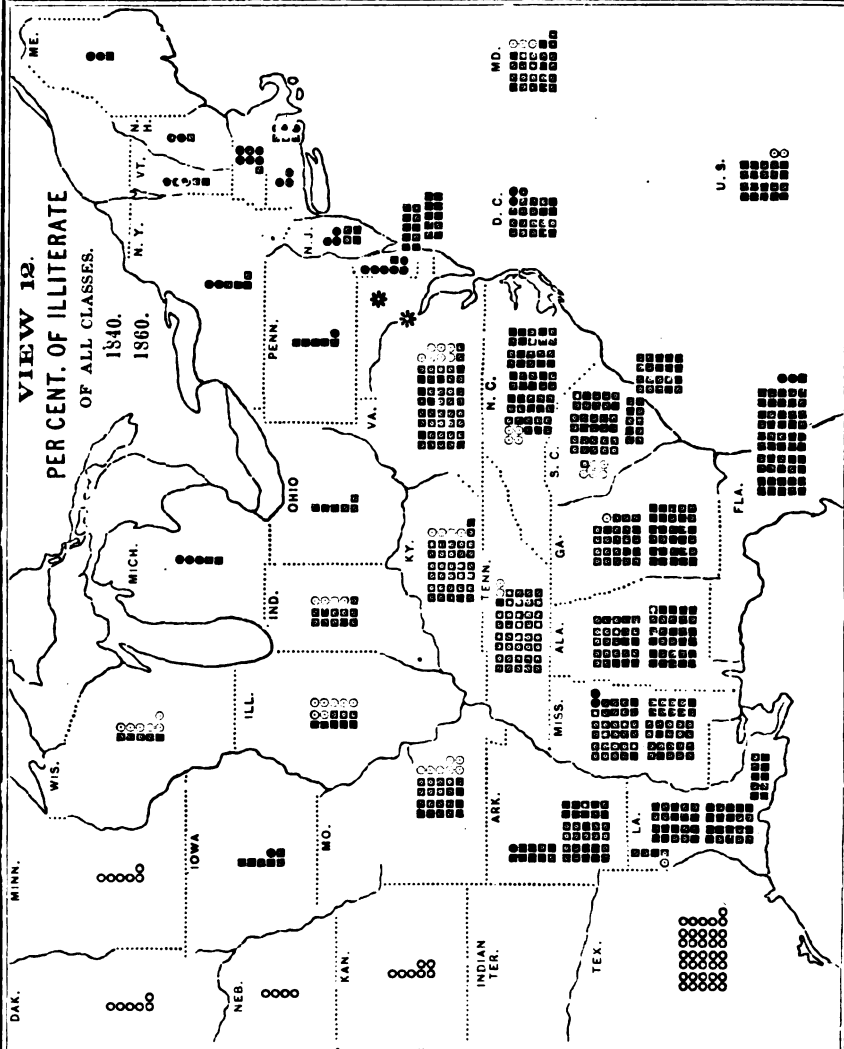 VIEW 12.
PER CENT. OF ILLITERATE
OF ALL CLASSES.
1840.
1860.
ME.
N. H.
VT.
N. Y.
N. J.
PENN.
MD.
D. C.
U. S.
VA.
N. C.
S. C.
GA.
FLA.
OHIO
KY.
TENN.
ALA.
MISS.
MICH.
IND.
ILL.
WIS.
MINN.
IOWA
MO.
ARK.
LA.
DAK.
NEB.
KAN.
INDIAN
TER.
TEX.